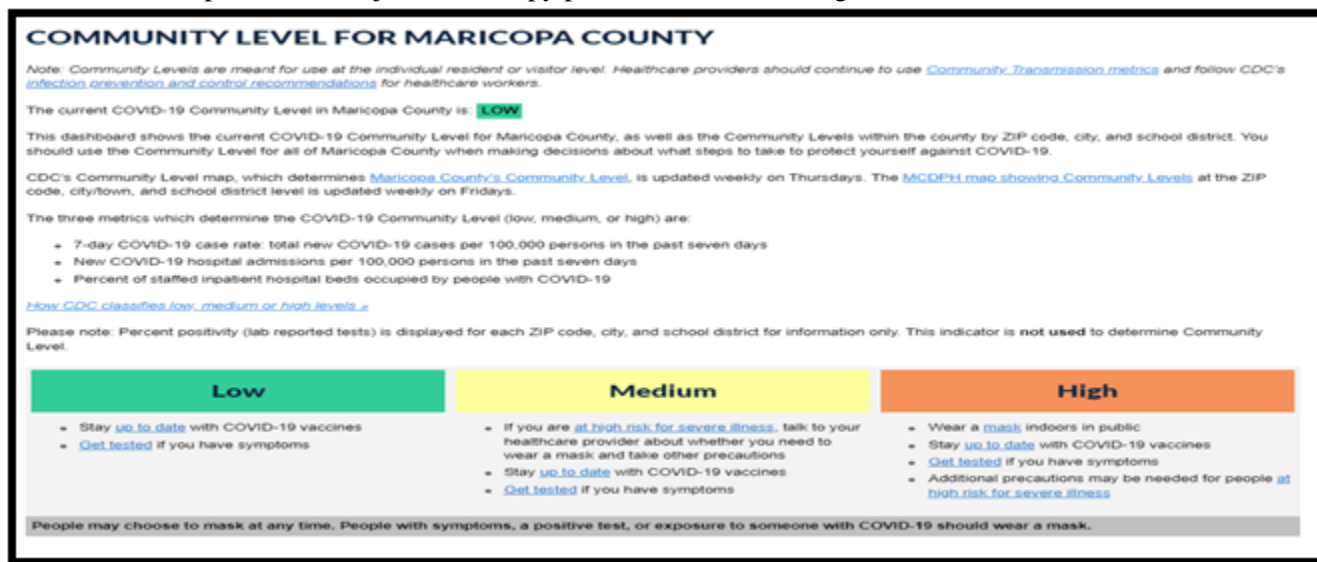 COMMUNITY LEVEL FOR MARICOPA COUNTY
Note: Community Levels are meant for use at the individual resident or visitor level. Healthcare providers should continue to use Community Transmission metrics and follow CDC's
infection prevention and control recommendations for healthcare workers.
The current COVID-19 Community Level in Maricopa County is: LOW
This dashboard shows the current COVID-19 Community Level for Maricopa County, as well as the Community Levels within the county by ZIP code, city, and school district. You
should use the Community Level for all of Maricopa County when making decisions about what steps to take to protect yourself against COVID-19.
CDC's Community Level map, which determines Maricopa County's Community Level, is updated weekly on Thursdays. The MCDPH map showing Community Levels at the ZIP
code, city/town, and school district level is updated weekly on Fridays.
The three metrics which determine the COVID-19 Community Level (low, medium, or high) are:
• 7-day COVID-19 case rate: total new COVID-19 cases per 100,000 persons in the past seven days
• New COVID-19 hospital admissions per 100,000 persons in the past seven days
• Percent of staffed inpatient hospital beds occupied by people with COVID-19
How CDC classifies low, medium or high levels »
Please note: Percent positivity (lab reported tests) is displayed for each ZIP code, city, and school district for information only. This indicator is not used to determine Community
Level.
Low
• Stay up to date with COVID-19 vaccines
• Get tested if you have symptoms
Medium
• If you are at high risk for severe illness, talk to your
healthcare provider about whether you need to
wear a mask and take other precautions
• Stay up to date with COVID-19 vaccines
• Get tested if you have symptoms
High
• Wear a mask indoors in public
• Stay up to date with COVID-19 vaccines
• Get tested if you have symptoms
• Additional precautions may be needed for people at
high risk for severe illness
People may choose to mask at any time. People with symptoms, a positive test, or exposure to someone with COVID-19 should wear a mask.